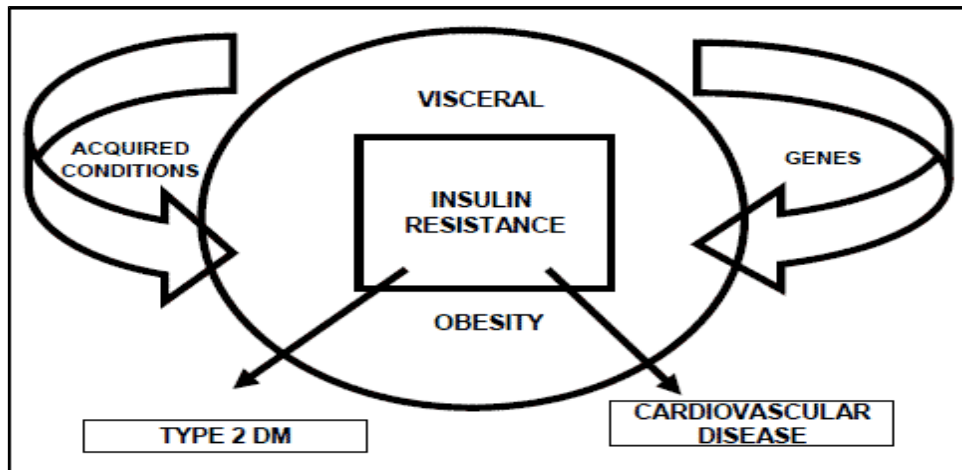 VISCERAL
ACQUIRED
CONDITIONS
GENES
INSULIN
RESISTANCE
OBESITY
TYPE 2 DM
CARDIOVASCULAR
DISEASE